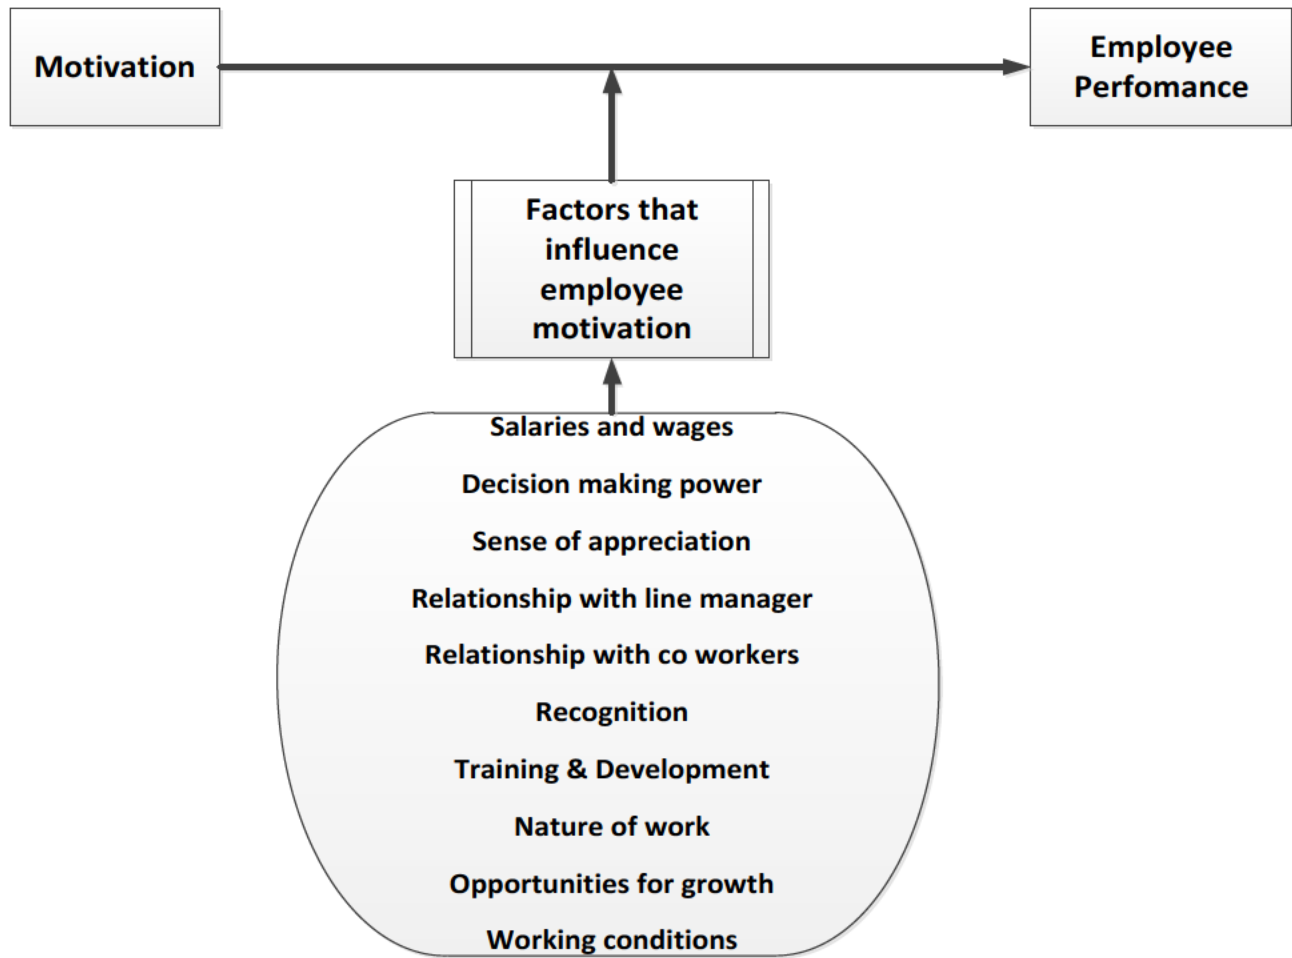 Motivation
Employee
Perfomance
Factors that
influence
employee
motivation
Salaries and wages
Decision making power
Sense of appreciation
Relationship with line manager
Relationship with co workers
Recognition
Training & Development
Nature of work
Opportunities for growth
Working conditions